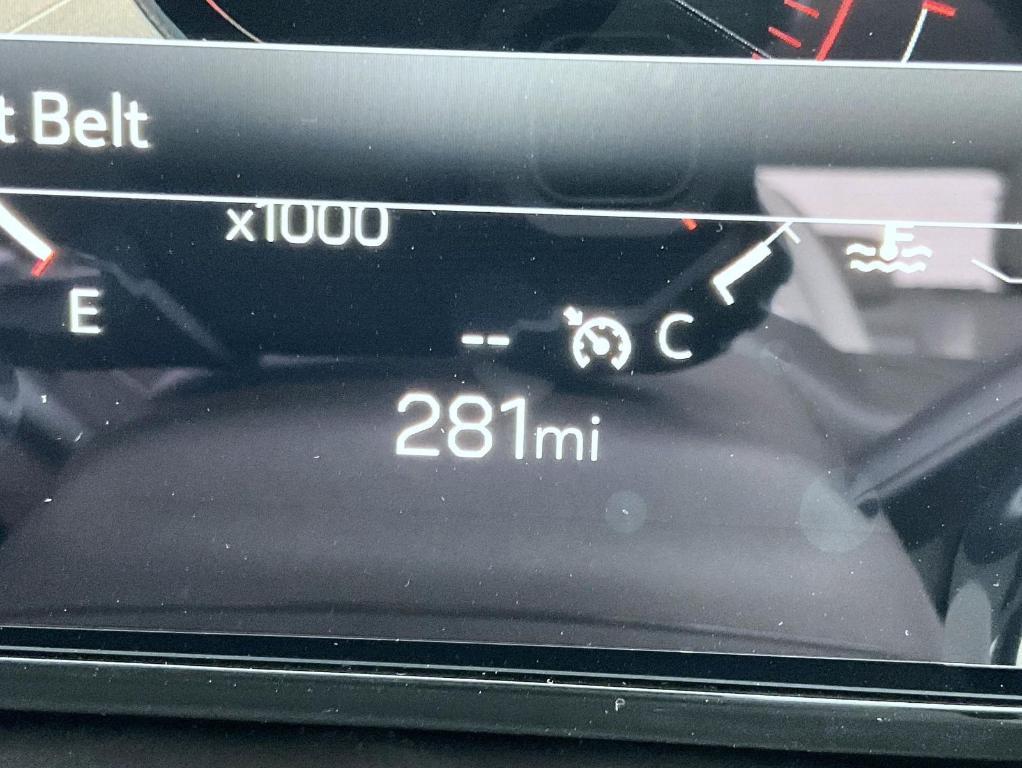 t Belt
x1000
E
-- C
281mi